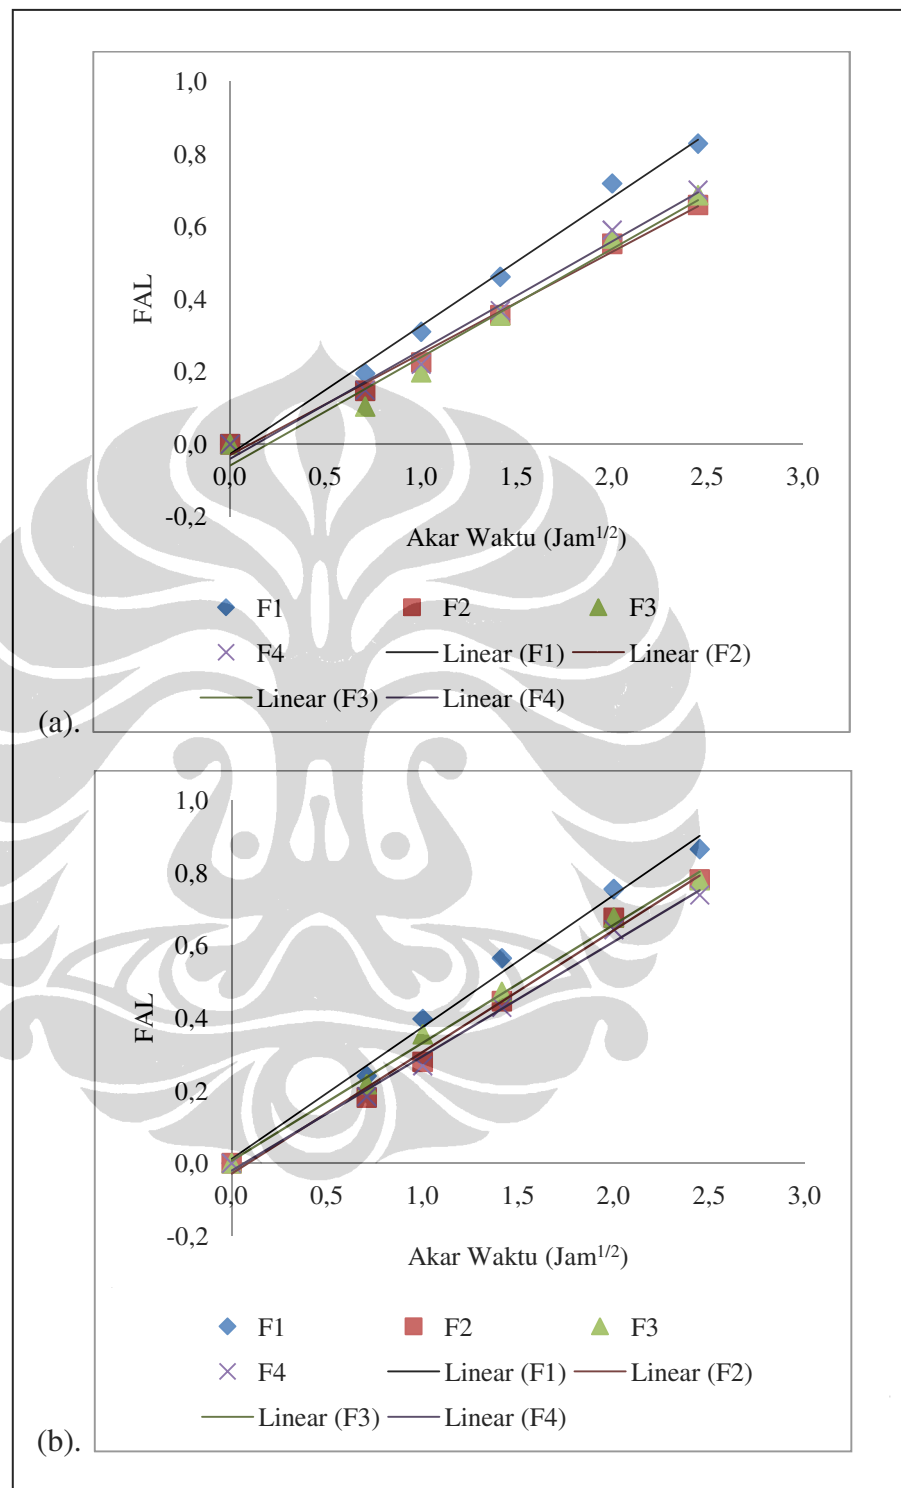 1,0
0,8
0,6
0,4
0,2
0,0
-0,2
FAL
0,0 0,5 1,0 1,5 2,0 2,5 3,0
Akar Waktu (Jam1/2)
F1 F2 F3
F4 Linear (F1) Linear (F2)
Linear (F3) Linear (F4)
(a).
1,0
0,8
0,6
0,4
0,2
0,0
-0,2
FAL
0,0 0,5 1,0 1,5 2,0 2,5 3,0
Akar Waktu (Jam1/2)
F1 F2 F3
F4 Linear (F1) Linear (F2)
Linear (F3) Linear (F4)
(b).